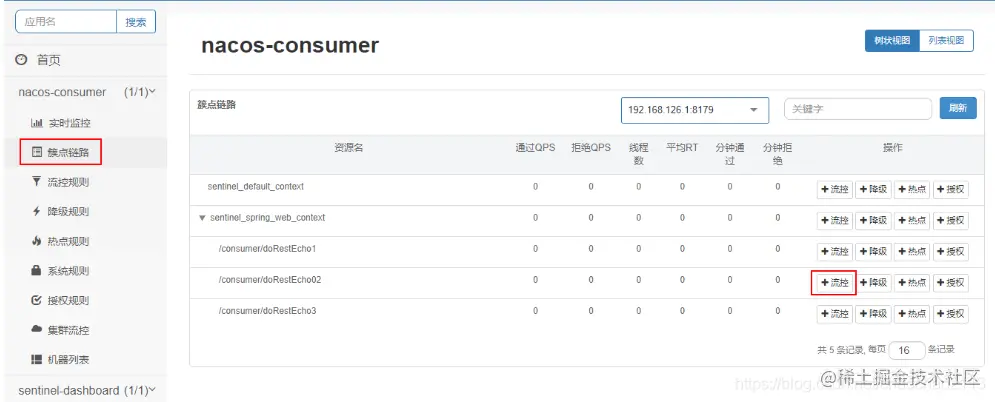 应用名 搜索
首页
nacos-consumer (1/1)
实时监控
簇点链路
流控规则
降级规则
热点规则
系统规则
授权规则
集群流控
机器列表
sentinel-dashboard (1/1)
nacos-consumer 树状视图 列表视图
簇点链路 192.168.126.1:8179 关键字 刷新
资源名 通过QPS 拒绝QPS 线程数 平均RT 分钟通过 分钟拒绝 操作
sentinel_default_context 0 0 0 0 0 0 +流控 +降级 +热点 +授权
sentinel_spring_web_context 0 0 0 0 0 0 +流控 +降级 +热点 +授权
/consumer/doRestEcho1 0 0 0 0 0 0 +流控 +降级 +热点 +授权
/consumer/doRestEcho02 0 0 0 0 0 0 +流控 +降级 +热点 +授权
/consumer/doRestEcho3 0 0 0 0 0 0 +流控 +降级 +热点 +授权
共 5 条记录, 每页 16 条记录
@稀土掘金技术社区